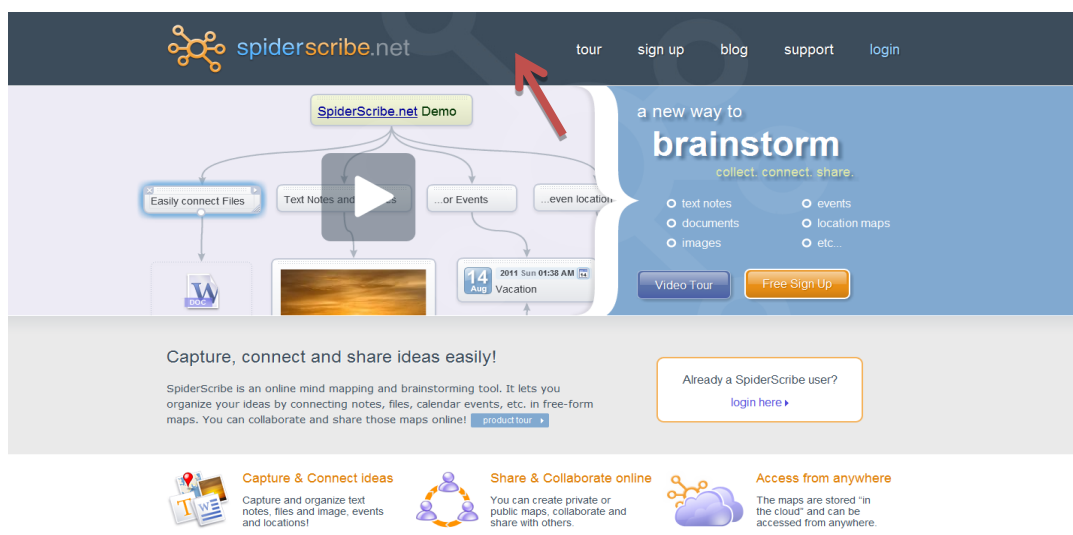 spiderscribe.net
tour sign up blog support login
SpiderScribe.net Demo
Easily connect Files
Text Notes and
...or Events
...even location
DOC
14
Aug
2011 Sun 01:38 AM
14
Vacation
a new way to
brainstorm
collect. connect. share.
text notes
documents
images
events
location maps
etc...
Video Tour
Free Sign Up
Capture, connect and share ideas easily!
SpiderScribe is an online mind mapping and brainstorming tool. It lets you
organize your ideas by connecting notes, files, calendar events, etc. in free-form
maps. You can collaborate and share those maps online! product tour
Already a SpiderScribe user?
login here
T W
Capture & Connect ideas
Capture and organize text
notes, files and image, events
and locations!
Share & Collaborate online
You can create private or
public maps, collaborate and
share with others.
Access from anywhere
The maps are stored "in
the cloud" and can be
accessed from anywhere.